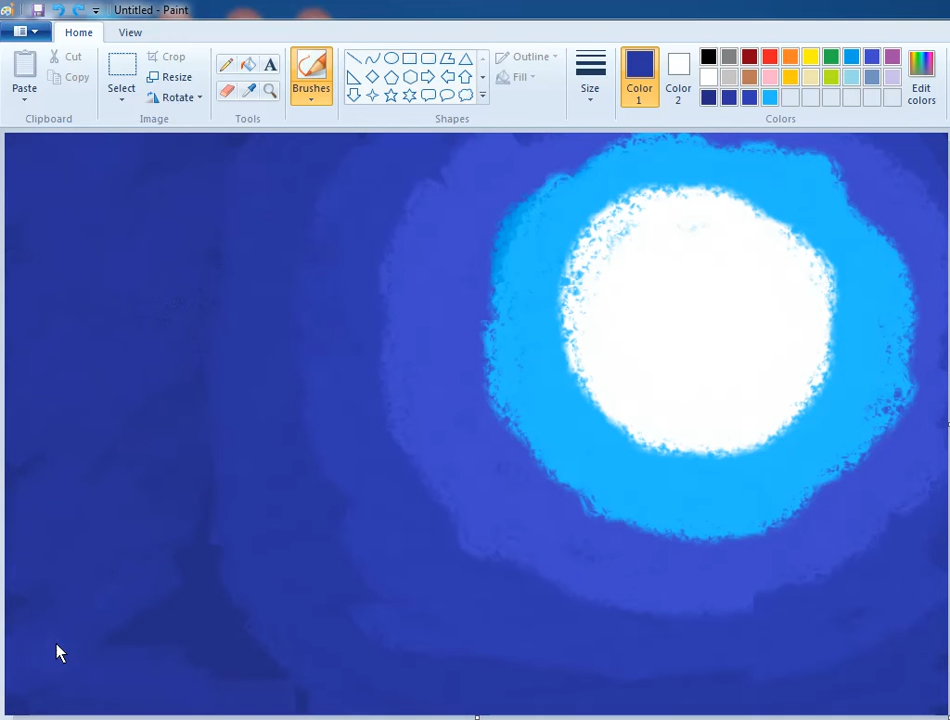 Untitled - Paint
Home View
Paste Cut Copy Clipboard
Select Crop Resize Rotate Image
Tools
Brushes
Outline Fill Shapes
Size
Color 1 Color 2 Edit colors Colors